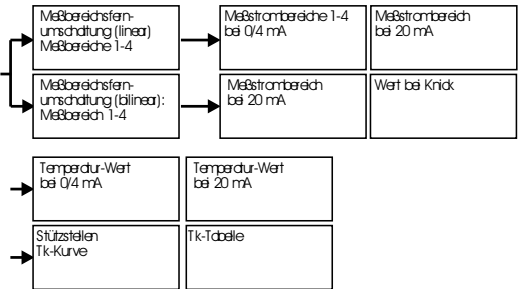 Meßbereichsfern-
umschaltung (linear)
Meßbereiche 1-4
Meßstrombereiche 1-4
bei 0/4 mA
Meßstrombereich
bei 20 mA
Meßbereichsfern-
umschaltung (bilinear):
Meßbereich 1-4
Meßstrombereich
bei 20 mA
Wert bei Knick
Temperatur-Wert
bei 0/4 mA
Temperatur-Wert
bei 20 mA
Stützstellen
Tk-Kurve
Tk-Tabelle